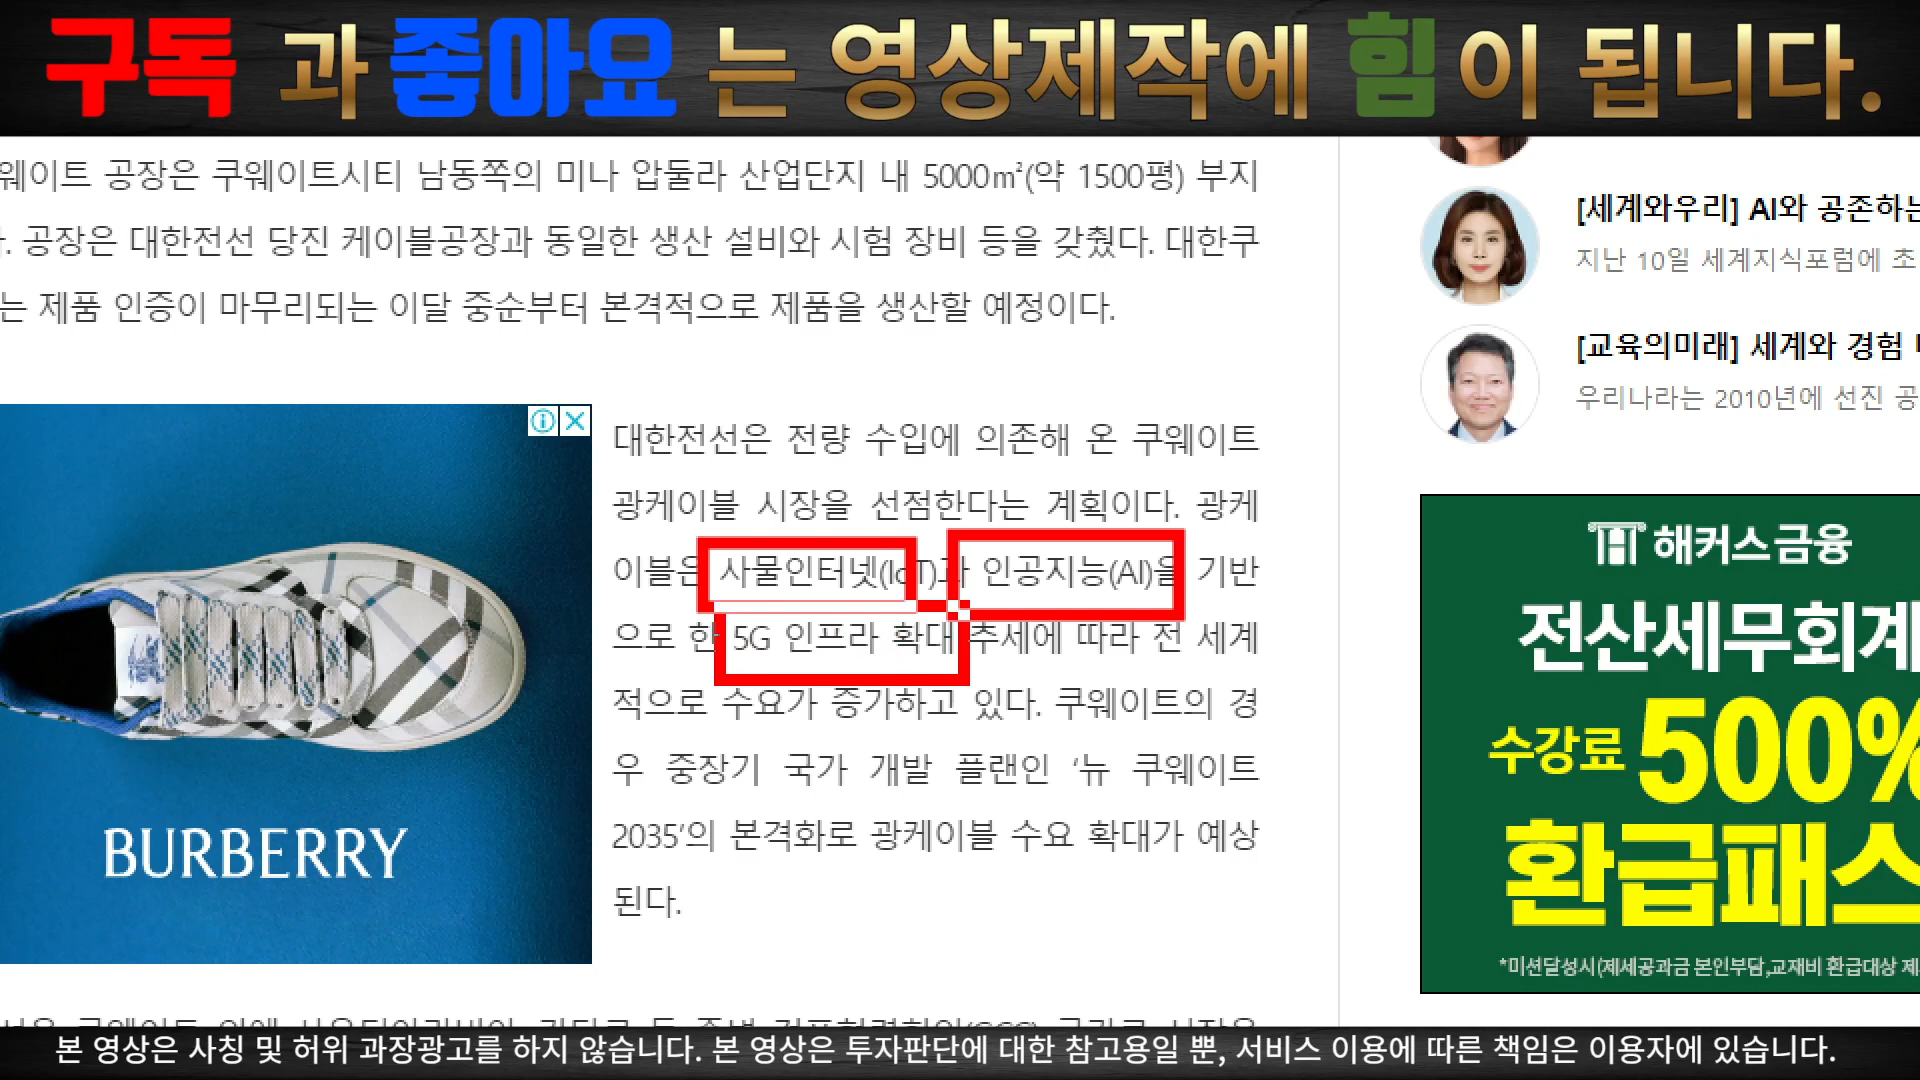 구독 과 좋아요 는 영상제작에 힘 이 됩니다.
웨이트 공장은 쿠웨이트시티 남동쪽의 미나 압둘라 산업단지 내 5000㎡(약 1500평) 부지
. 공장은 대한전선 당진 케이블공장과 동일한 생산 설비와 시험 장비 등을 갖췄다. 대한쿠
는 제품 인증이 마무리되는 이달 중순부터 본격적으로 제품을 생산할 예정이다.
BURBERRY
대한전선은 전량 수입에 의존해 온 쿠웨이트
광케이블 시장을 선점한다는 계획이다. 광케
이블은 사물인터넷(IoT)과 인공지능(AI)을 기반
으로 한 5G 인프라 확대 추세에 따라 전 세계
적으로 수요가 증가하고 있다. 쿠웨이트의 경
우 중장기 국가 개발 플랜인 ‘뉴 쿠웨이트
2035’의 본격화로 광케이블 수요 확대가 예상
된다.
[세계와우리] AI와 공존하는
지난 10일 세계지식포럼에 초
[교육의미래] 세계와 경험
우리나라는 2010년에 선진 공
해커스금융
전산세무회계
수강료 500%
환급패스
*미션달성시(제세공과금 본인부담,교재비 환급대상 제
본 영상은 사칭 및 허위 과장광고를 하지 않습니다. 본 영상은 투자판단에 대한 참고용일 뿐, 서비스 이용에 따른 책임은 이용자에 있습니다.